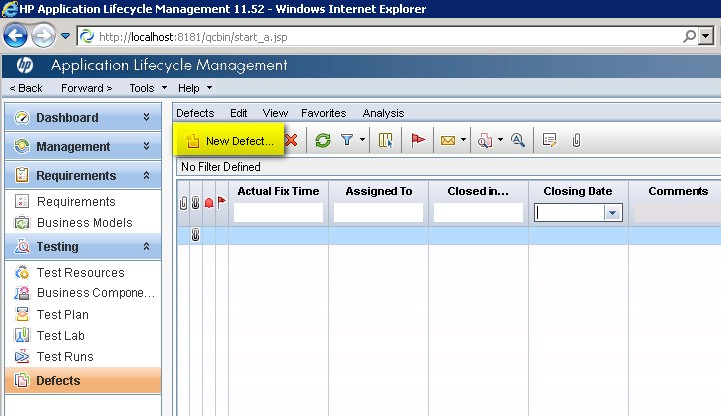 HP Application Lifecycle Management 11.52 - Windows Internet Explorer
http://localhost:8181/qcbin/start_a.jsp
hp Application Lifecycle Management
< Back Forward > Tools Help
Dashboard
Management
Requirements
Requirements
Business Models
Testing
Test Resources
Business Compone...
Test Plan
Test Lab
Test Runs
Defects
Defects Edit View Favorites Analysis
New Defect...
No Filter Defined
Actual Fix Time Assigned To Closed in... Closing Date Comments